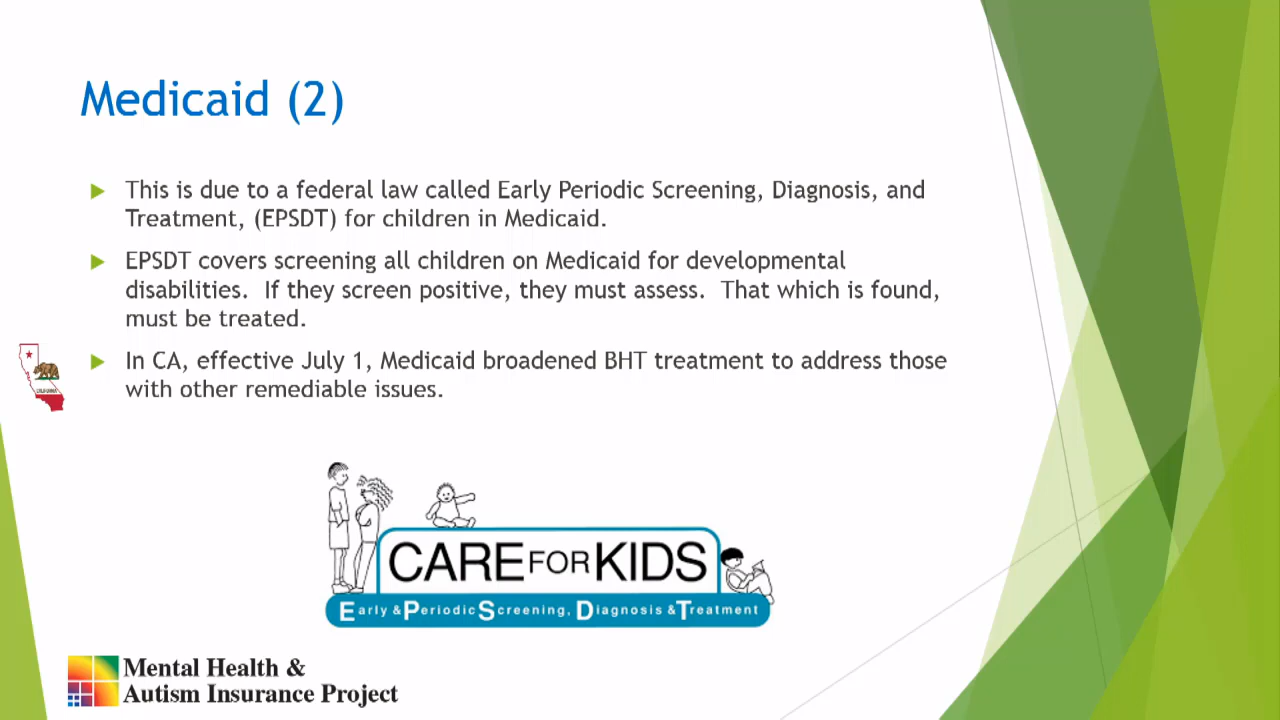 Medicaid (2)
This is due to a federal law called Early Periodic Screening, Diagnosis, and
Treatment, (EPSDT) for children in Medicaid.
EPSDT covers screening all children on Medicaid for developmental
disabilities.  If they screen positive, they must assess.  That which is found,
must be treated.
In CA, effective July 1, Medicaid broadened BHT treatment to address those
with other remediable issues.
CALIFORNIA
CARE FOR KIDS
Early & Periodic Screening, Diagnosis & Treatment
Mental Health &
Autism Insurance Project